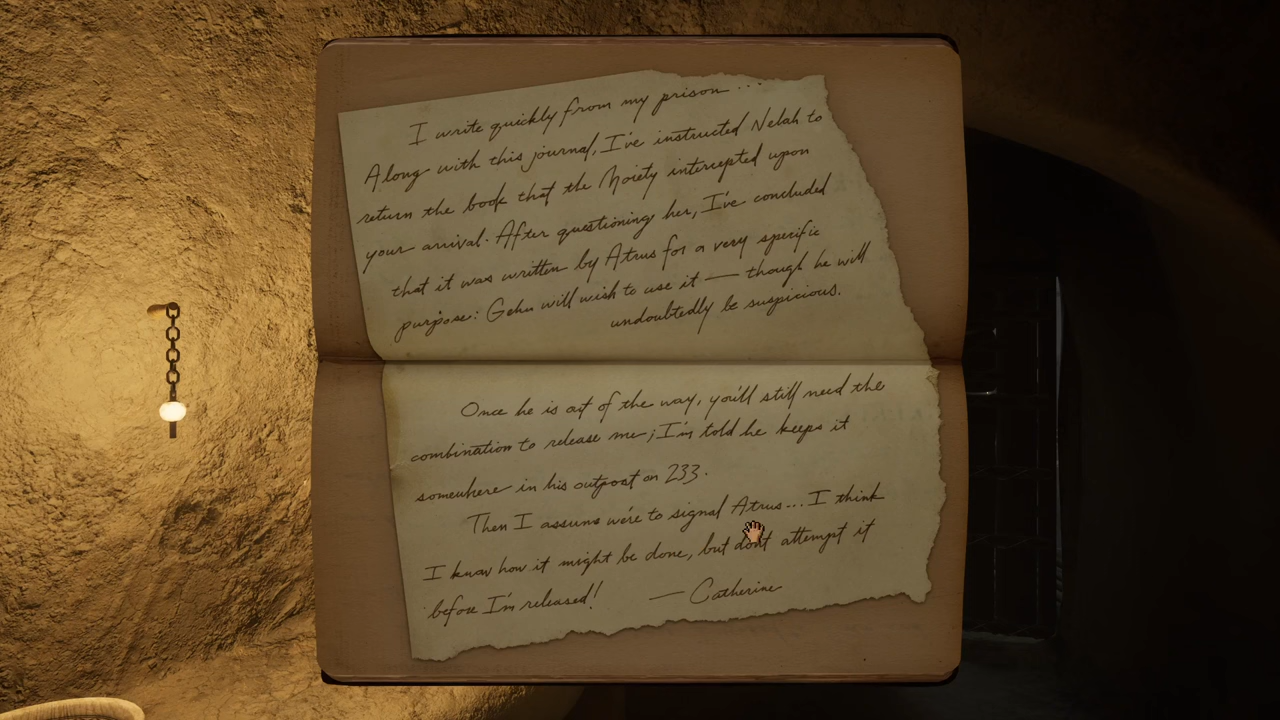 I write quickly from my prison ...
Along with this journal, I've instructed Nelah to
return the book that the Moiety intercepted upon
your arrival. After questioning her, I've concluded
that it was written by Atrus for a very specific
purpose: Gehn will wish to use it — though he will
undoubtedly be suspicious.
Once he is out of the way, you'll still need the
combination to release me; I'm told he keeps it
somewhere in his outpost on 233.
Then I assume we're to signal Atrus... I think
I know how it might be done, but don't attempt it
before I'm released! — Catherine